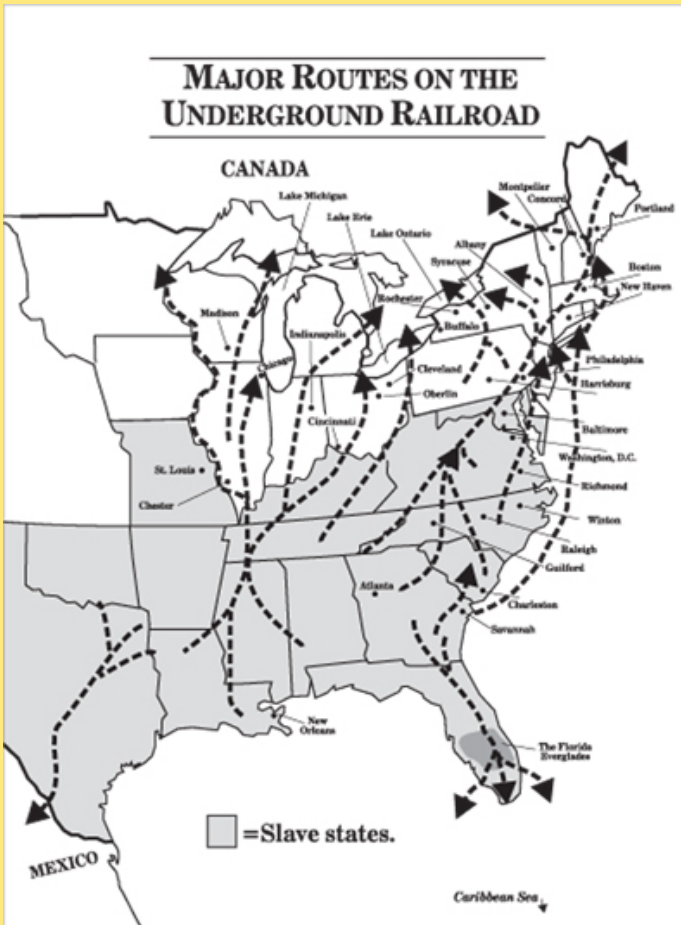 MAJOR ROUTES ON THE
UNDERGROUND RAILROAD
CANADA
Lake Michigan
Lake Erie
Lake Ontario
Montpelier
Concord
Portland
Albany
Syracuse
Boston
New Haven
Rochester
Buffalo
Madison
Indianapolis
Chicago
Philadelphia
Cleveland
Harrisburg
Oberlin
Cincinnati
Baltimore
Washington, D.C.
St. Louis
Richmond
Chester
Winton
Raleigh
Guilford
Atlanta
Charleston
Savannah
New
Orleans
The Florida
Everglades
=Slave states.
MEXICO
Caribbean Sea